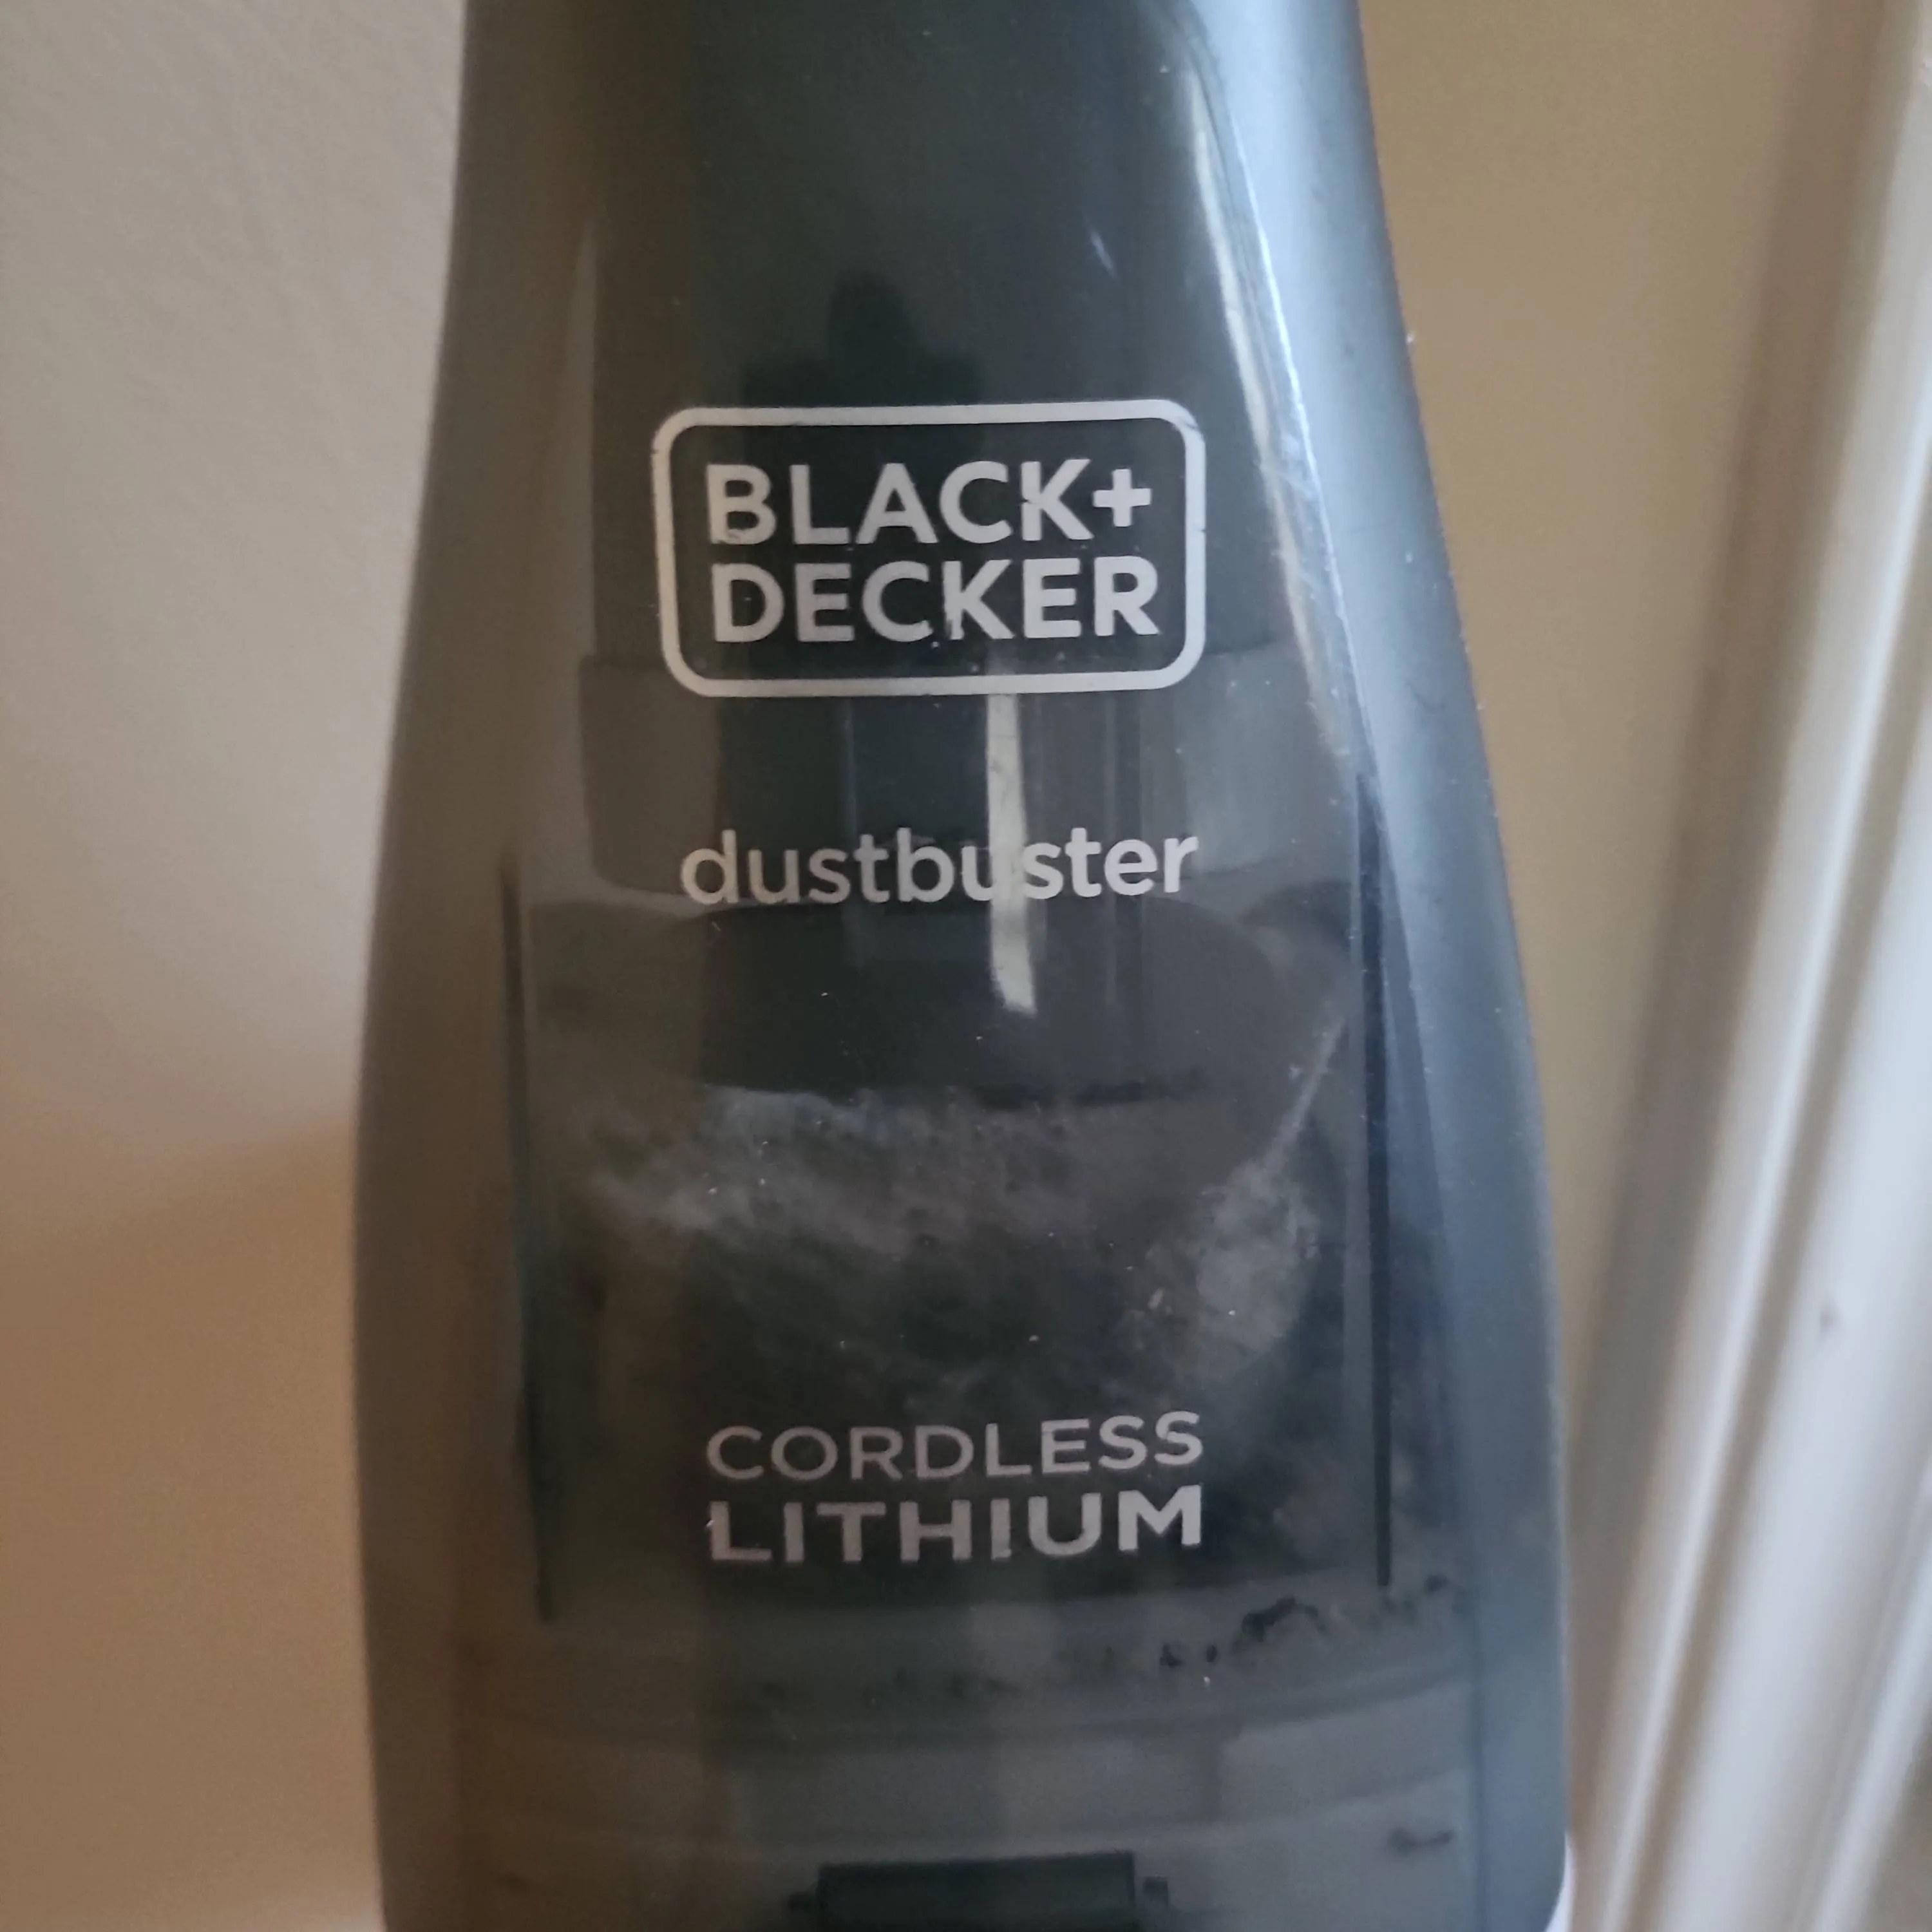 BLACK+
DECKER
dustbuster
CORDLESS
LITHIUM